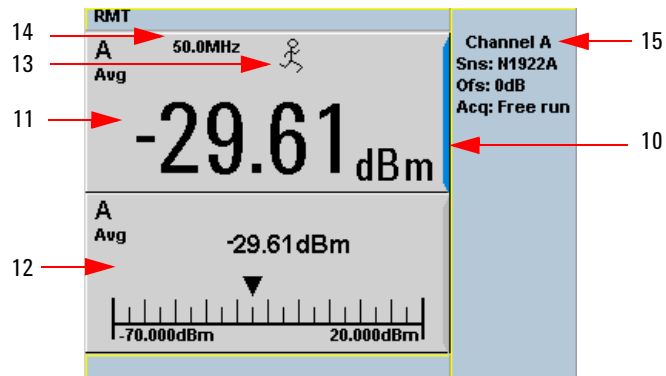 RMT
14
A
50.0MHz
13
Avg
11
-29.61 dBm
A
Avg
-29.61dBm
12
-70.000dBm
20.000dBm
Channel A
15
Sns: N1922A
Ofs: 0dB
Acq: Free run
10